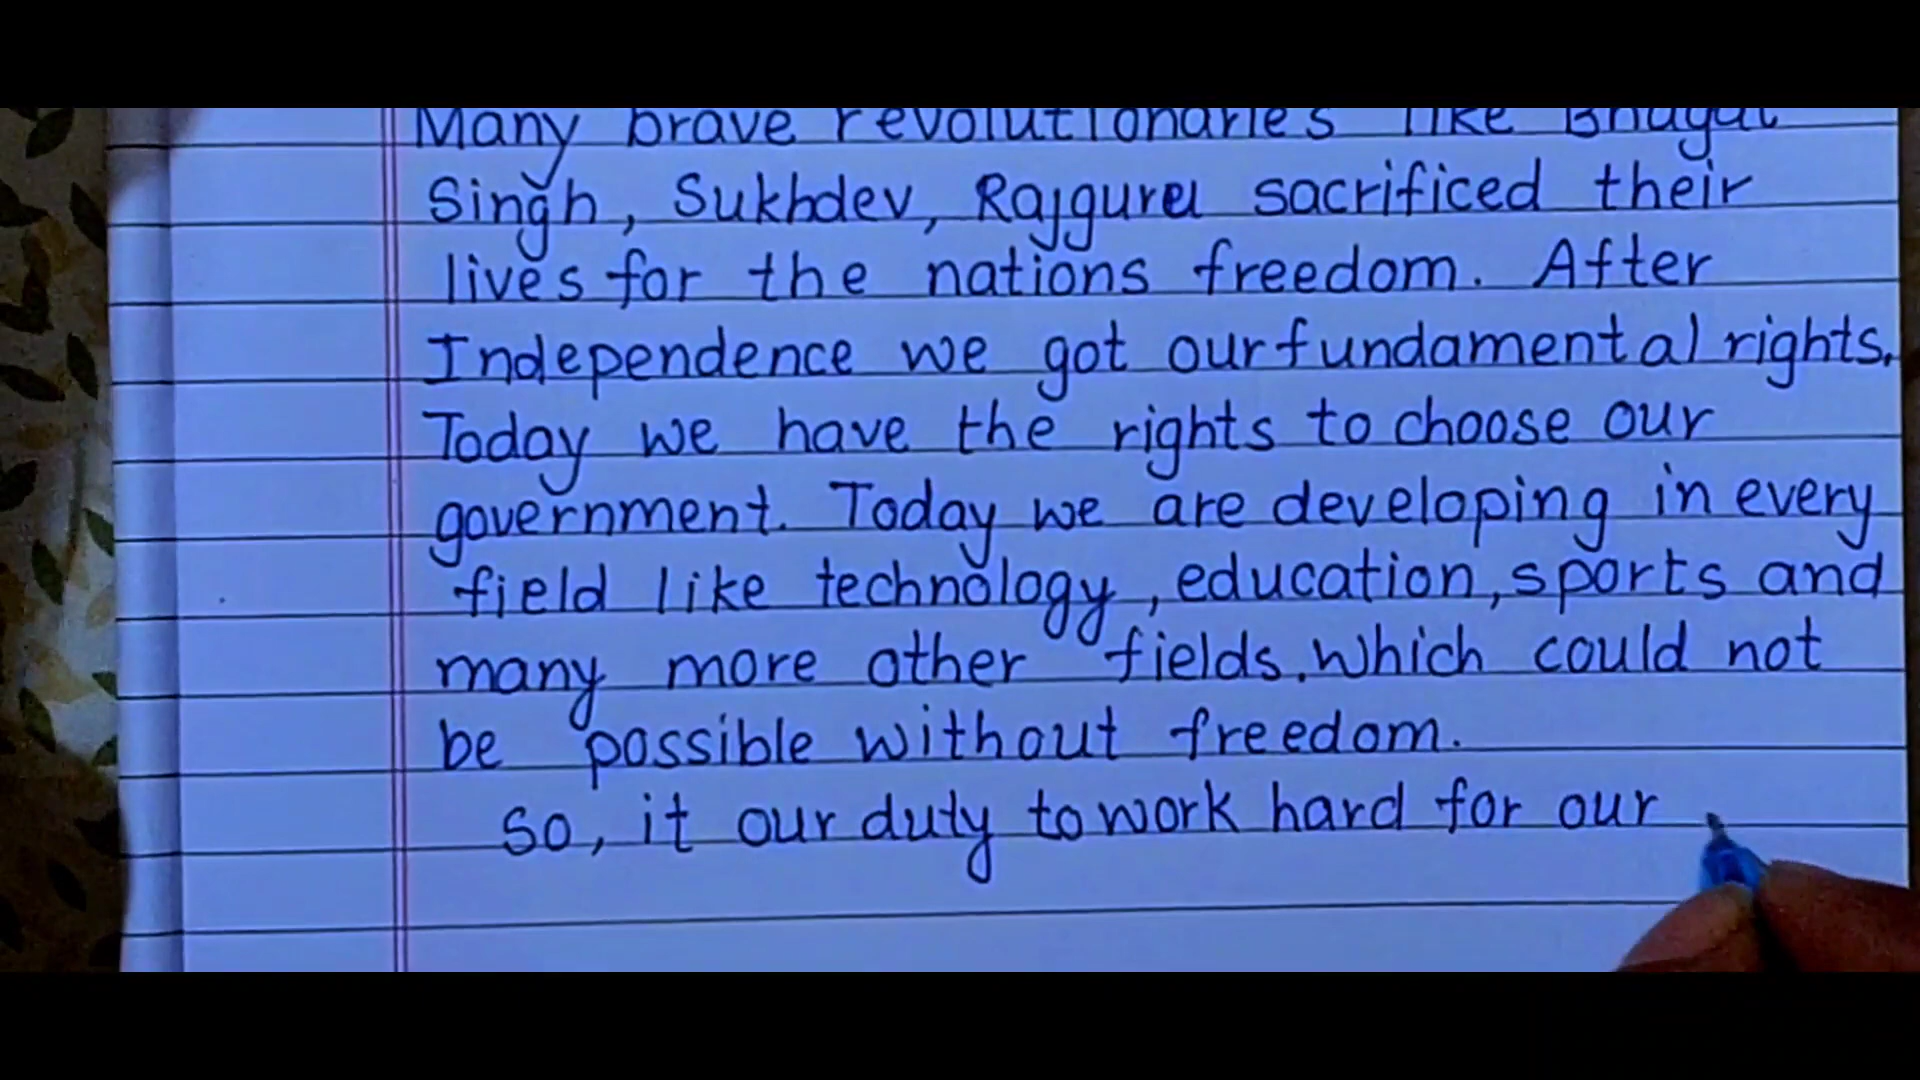 Many brave revolutionaries like Bhagat
Singh, Sukhdev, Rajguru sacrificed their
lives for the nations freedom. After
Independence we got our fundamental rights.
Today we have the rights to choose our
government. Today we are developing in every
field like technology, education, sports and
many more other fields. Which could not
be possible without freedom.
So, it our duty to work hard for our